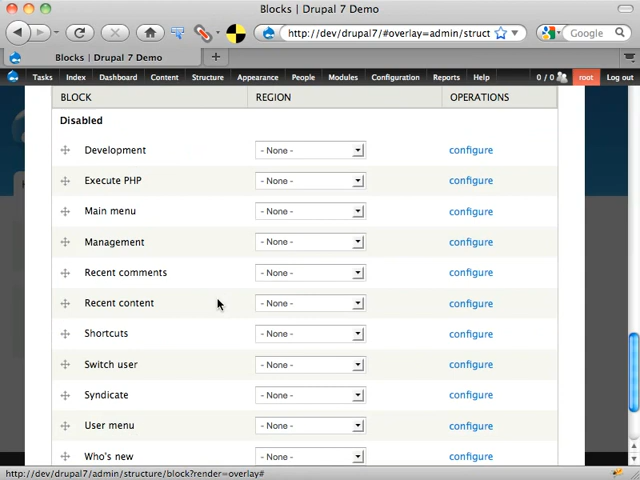 Blocks | Drupal 7 Demo
http://dev/drupal7/#overlay=admin/struct
Google
Blocks | Drupal 7 Demo
Tasks Index Dashboard Content Structure Appearance People Modules Configuration Reports Help 0 / 0 root Log out
BLOCK REGION OPERATIONS
Disabled
Development - None - configure
Execute PHP - None - configure
Main menu - None - configure
Management - None - configure
Recent comments - None - configure
Recent content - None - configure
Shortcuts - None - configure
Switch user - None - configure
Syndicate - None - configure
User menu - None - configure
Who's new - None - configure
http://dev/drupal7/admin/structure/block?render=overlay#